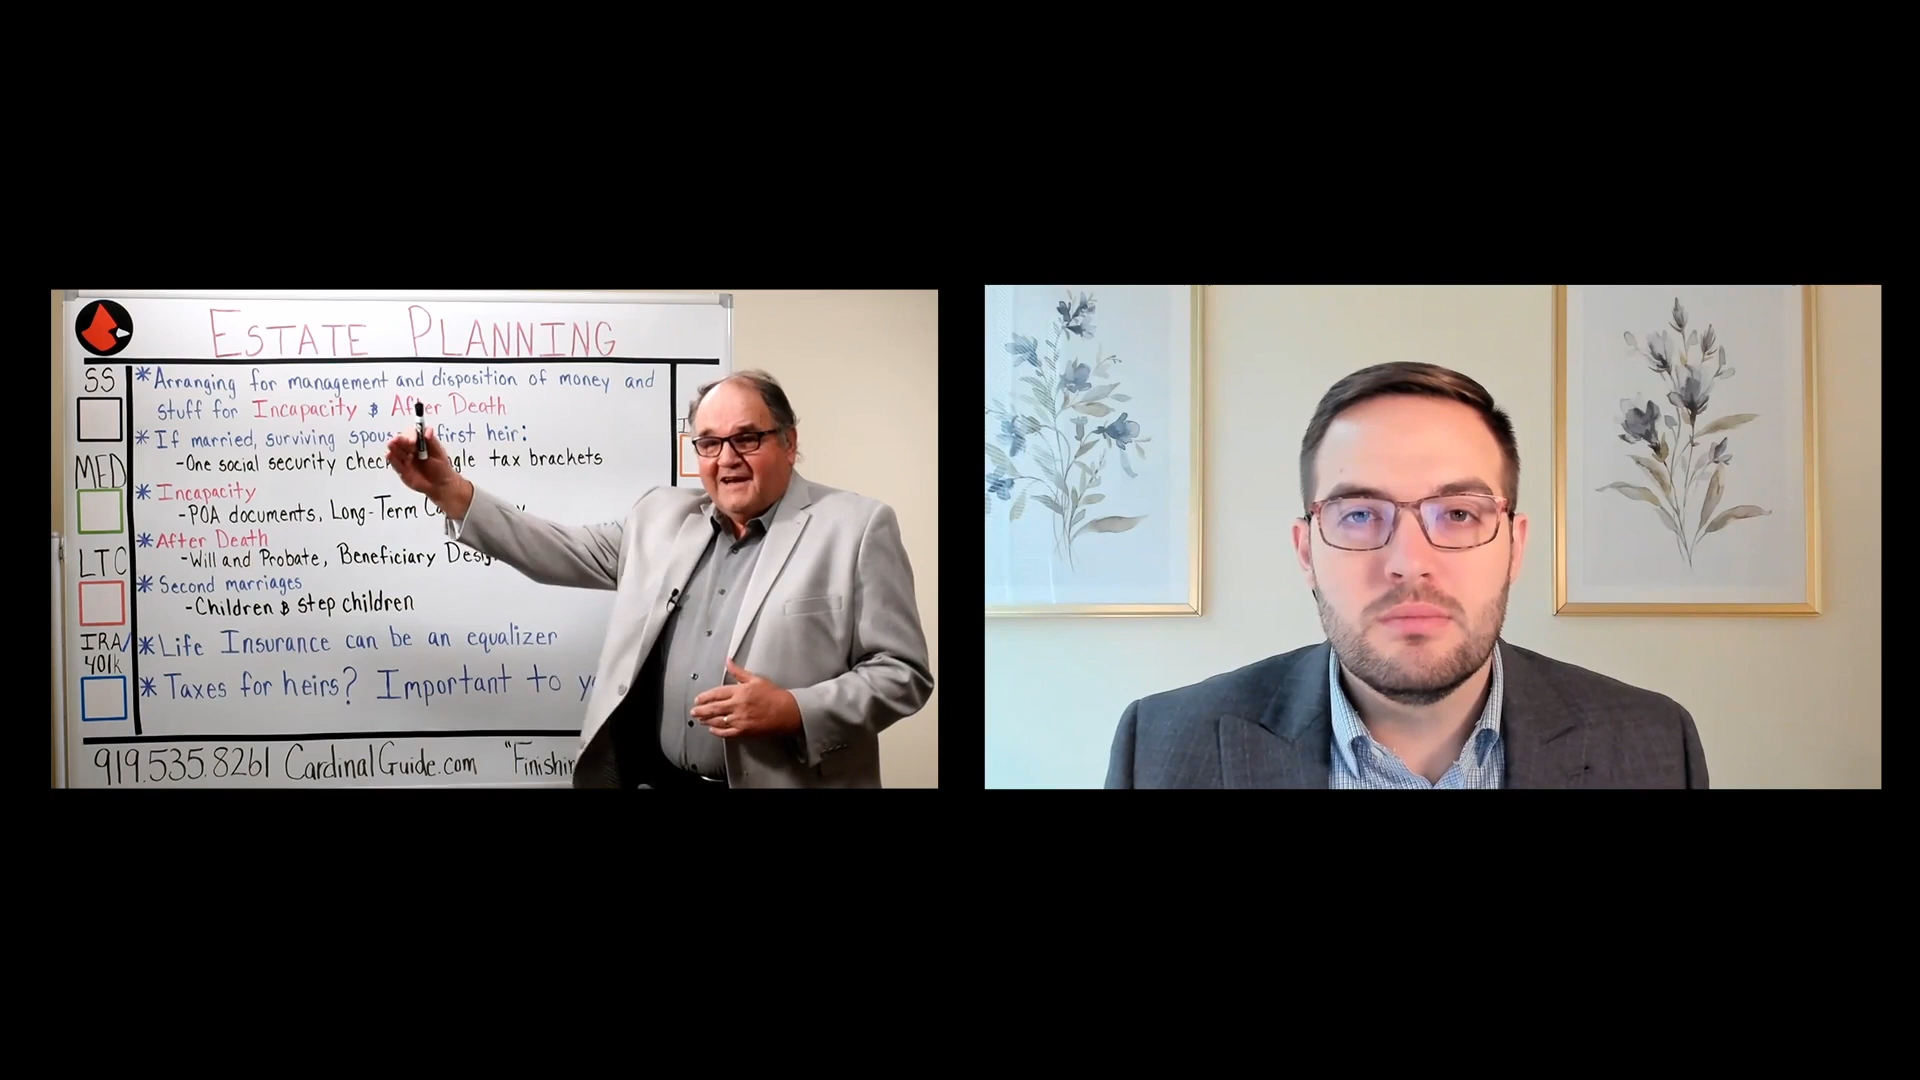 ESTATE PLANNING
SS
MED
LTC
IRA/
401k
* Arranging for management and disposition of money and
stuff for Incapacity & After Death
* If married, surviving first heir:
-One social security tax brackets
* Incapacity
-POA documents, Long-Term
* After Death
-Will and Probate, Beneficiary
* Second marriages
-Children & step children
* Life Insurance can be an equalizer
* Taxes for heirs? Important to
919.535.8261 CardinalGuide.com